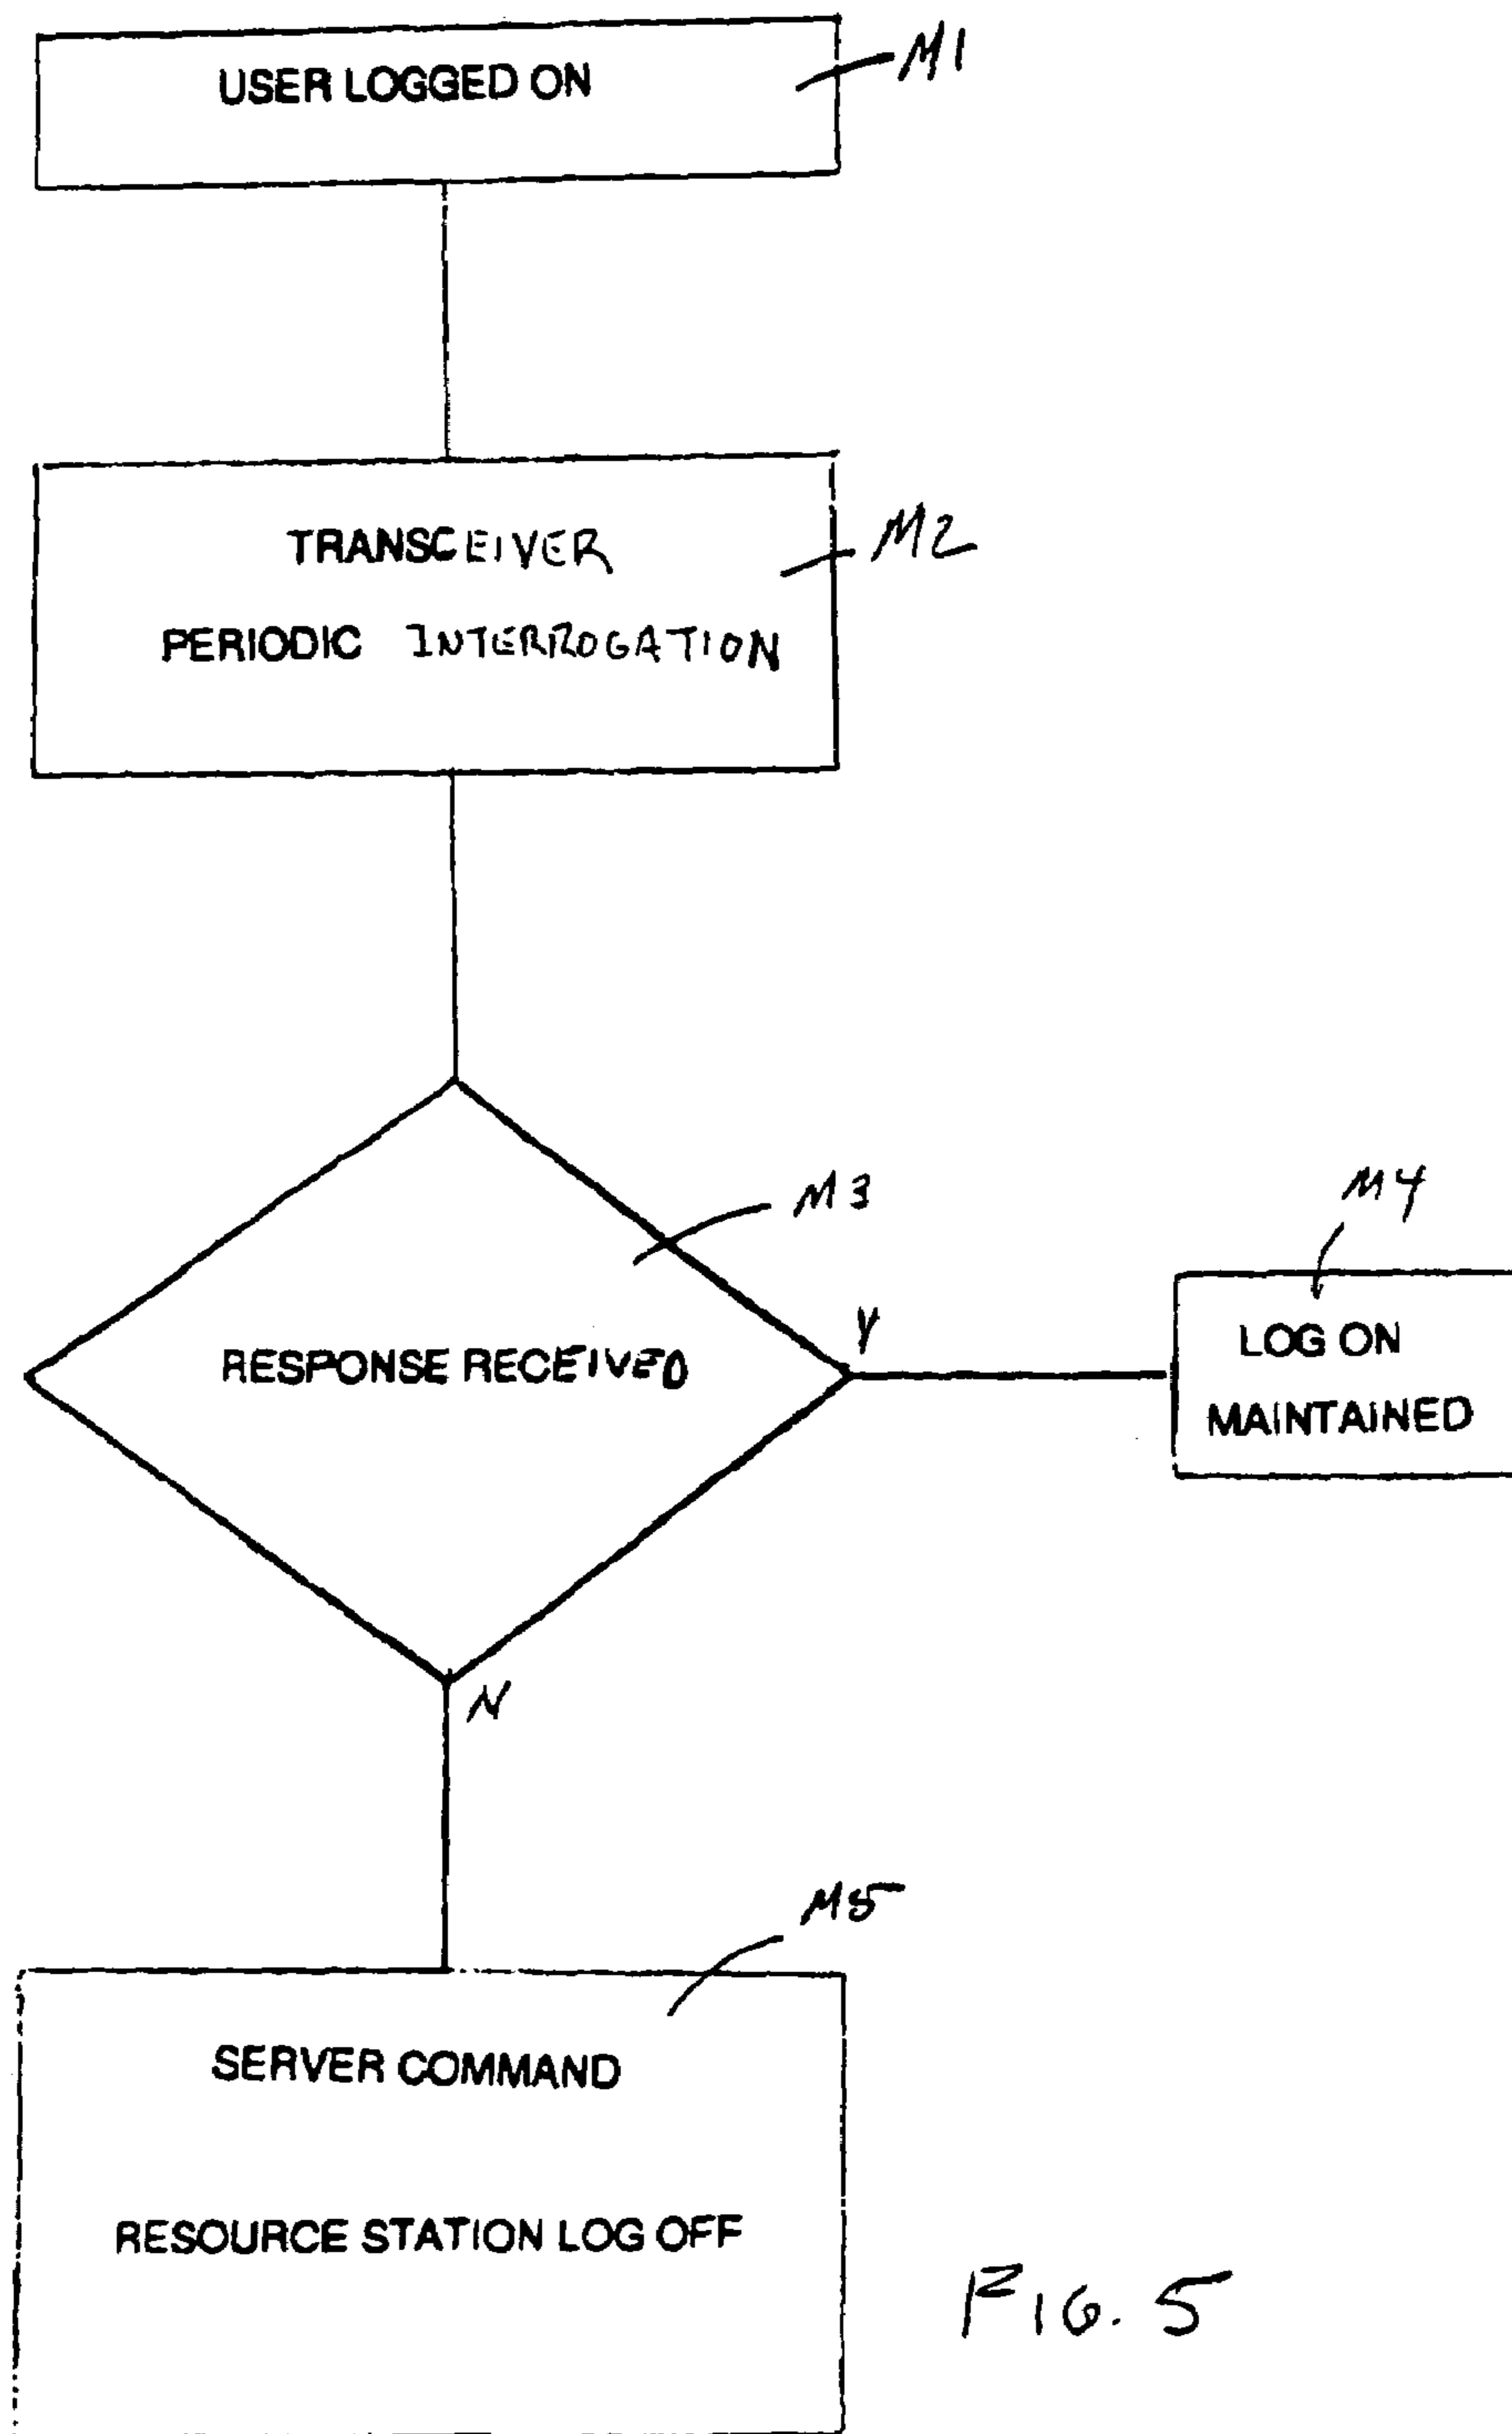 USER LOGGED ON
M1
TRANSCEIVER
M2
PERIODIC INTERROGATION
M3
M4
RESPONSE RECEIVED
Y
LOG ON
MAINTAINED
N
M5
SERVER COMMAND
RESOURCE STATION LOG OFF
FIG. 5